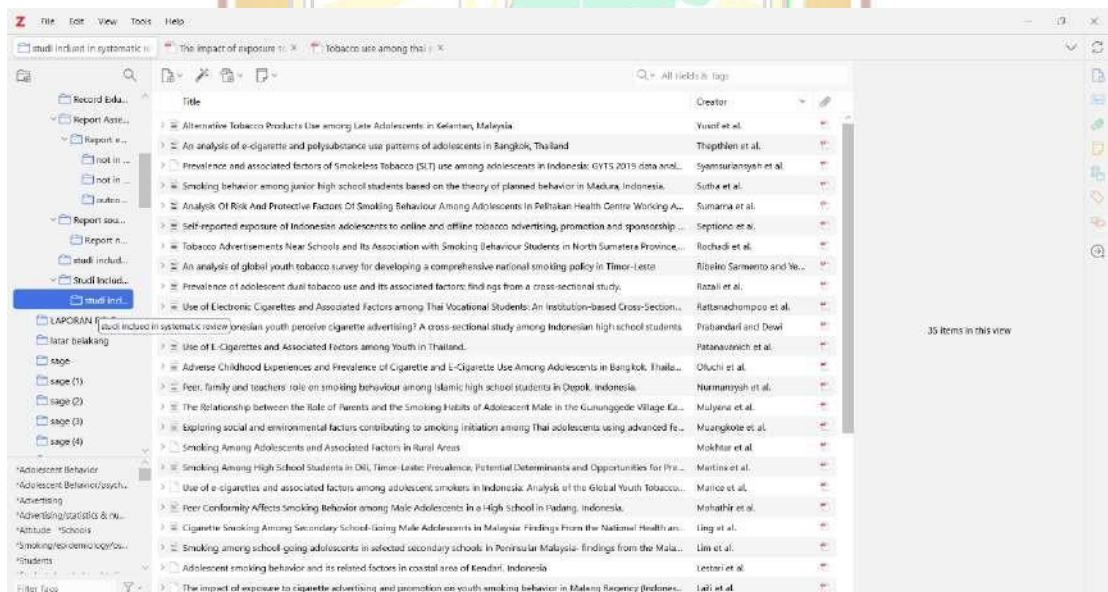 File Edit View Tools Help
studi inclued in systematic re
The impact of exposure to
Tobacco use among thai
All Fields & Tags
Record Exlu...
Report Asse...
Report e...
not in ...
not in ...
outco...
Report sou...
Report n...
studi includ...
Studi Includ...
studi incl...
LAPORAN
studi inclued in systematic review
latar belakang
sage
sage (1)
sage (2)
sage (3)
sage (4)
*Adolescent Behavior
*Adolescent Behavior/psych...
*Advertising
*Advertising/statistics & nu...
*Attitude *Schools
*Smoking/epidemiology/ps...
*Students
Filter Tags
Title Creator
Alternative Tobacco Products Use among Late Adolescents in Kelantan, Malaysia Yusof et al.
An analysis of e-cigarette and polysubstance use patterns of adolescents in Bangkok, Thailand Thepthien et al.
Prevalence and associated factors of Smokeless Tobacco (SLT) use among adolescents in Indonesia: GYTS 2019 data anal... Syamsuriansyah et al.
Smoking behavior among junior high school students based on the theory of planned behavior in Madura, Indonesia. Sutha et al.
Analysis Of Risk And Protective Factors Of Smoking Behaviour Among Adolescents In Pelitakan Health Centre Working A... Sumarna et al.
Self-reported exposure of Indonesian adolescents to online and offline tobacco advertising, promotion and sponsorship ... Septiono et al.
Tobacco Advertisements Near Schools and Its Association with Smoking Behaviour Students in North Sumatera Province,... Rochadi et al.
An analysis of global youth tobacco survey for developing a comprehensive national smoking policy in Timor-Leste Ribeiro Sarmento and Ye...
Prevalence of adolescent dual tobacco use and its associated factors: findings from a cross-sectional study. Razali et al.
Use of Electronic Cigarettes and Associated Factors among Thai Vocational Students: An Institution-based Cross-Section... Rattanachompoo et al.
onesian youth perceive cigarette advertising? A cross-sectional study among Indonesian high school students Prabandari and Dewi
Use of E-Cigarettes and Associated Factors among Youth in Thailand. Patanavanich et al.
Adverse Childhood Experiences and Prevalence of Cigarette and E-Cigarette Use Among Adolescents in Bangkok, Thaila... Ofuchi et al.
Peer, family and teachers' role on smoking behaviour among Islamic high school students in Depok, Indonesia. Nurmansyah et al.
The Relationship between the Role of Parents and the Smoking Habits of Adolescent Male in the Gununggede Village Ka... Mulyana et al.
Exploring social and environmental factors contributing to smoking initiation among Thai adolescents using advanced fe... Muangkote et al.
Smoking Among Adolescents and Associated Factors in Rural Areas Mokhtar et al.
Smoking Among High School Students in Dili, Timor-Leste: Prevalence, Potential Determinants and Opportunities for Pre... Martins et al.
Use of e-cigarettes and associated factors among adolescent smokers in Indonesia: Analysis of the Global Youth Tobacco... Marice et al.
Peer Conformity Affects Smoking Behavior among Male Adolescents in a High School in Padang, Indonesia. Mahathir et al.
Cigarette Smoking Among Secondary School-Going Male Adolescents in Malaysia: Findings From the National Health an... Ling et al.
Smoking among school-going adolescents in selected secondary schools in Peninsular Malaysia- findings from the Mala... Lim et al.
Adolescent smoking behavior and its related factors in coastal area of Kendari, Indonesia Lestari et al.
The impact of exposure to cigarette advertising and promotion on youth smoking behavior in Malang Regency (Indones... Laili et al.
35 items in this view